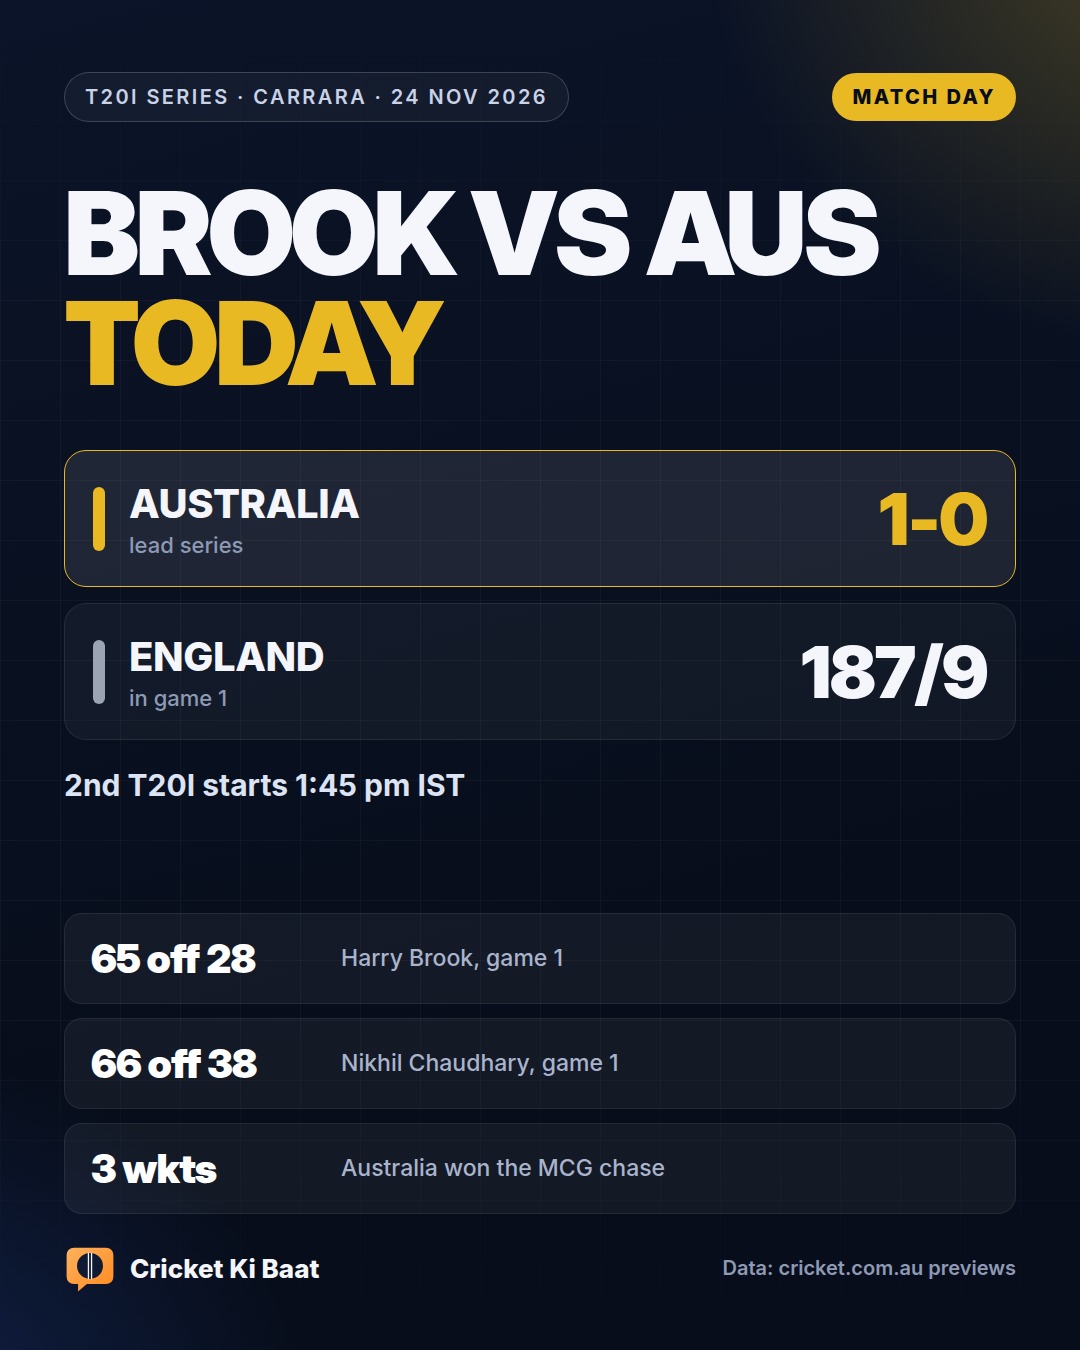 T20I SERIES · CARRARA · 24 NOV 2026
MATCH DAY
BROOK VS AUS
TODAY
AUSTRALIA
lead series
1-0
ENGLAND
in game 1
187/9
2nd T20I starts 1:45 pm IST
65 off 28
Harry Brook, game 1
66 off 38
Nikhil Chaudhary, game 1
3 wkts
Australia won the MCG chase
Cricket Ki Baat
Data: cricket.com.au previews